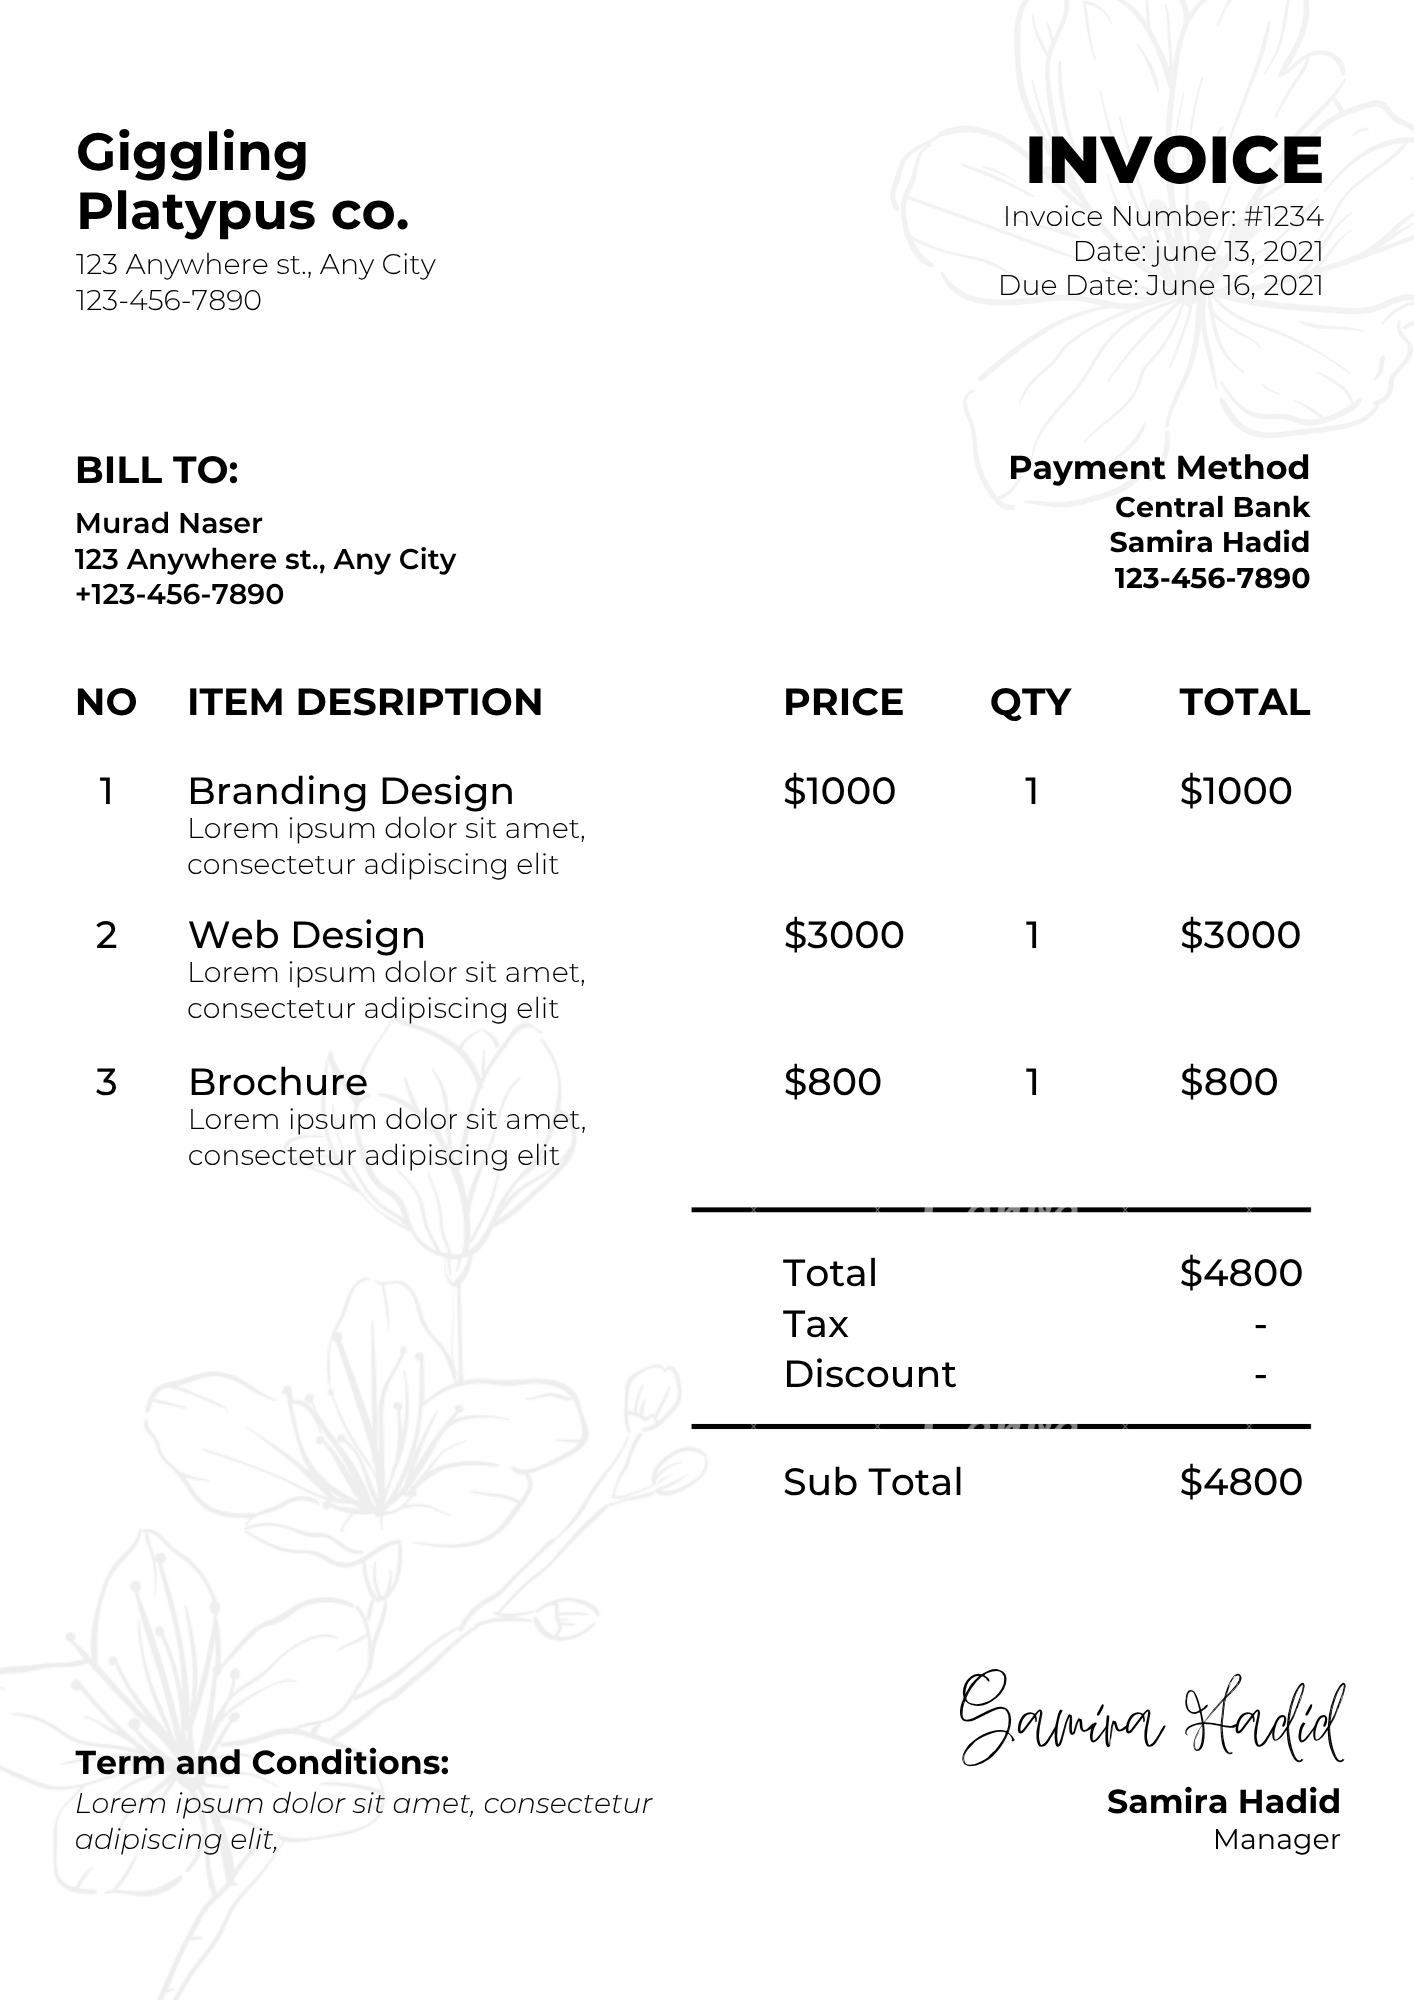 Giggling
Platypus co.
123 Anywhere st., Any City
123-456-7890
INVOICE
Invoice Number: #1234
Date: june 13, 2021
Due Date: June 16, 2021
BILL TO:
Murad Naser
123 Anywhere st., Any City
+123-456-7890
Payment Method
Central Bank
Samira Hadid
123-456-7890
NO ITEM DESRIPTION PRICE QTY TOTAL
1 Branding Design $1000 1 $1000
Lorem ipsum dolor sit amet,
consectetur adipiscing elit
2 Web Design $3000 1 $3000
Lorem ipsum dolor sit amet,
consectetur adipiscing elit
3 Brochure $800 1 $800
Lorem ipsum dolor sit amet,
consectetur adipiscing elit
Total $4800
Tax -
Discount -
Sub Total $4800
Samira Hadid
Samira Hadid
Manager
Term and Conditions:
Lorem ipsum dolor sit amet, consectetur
adipiscing elit,